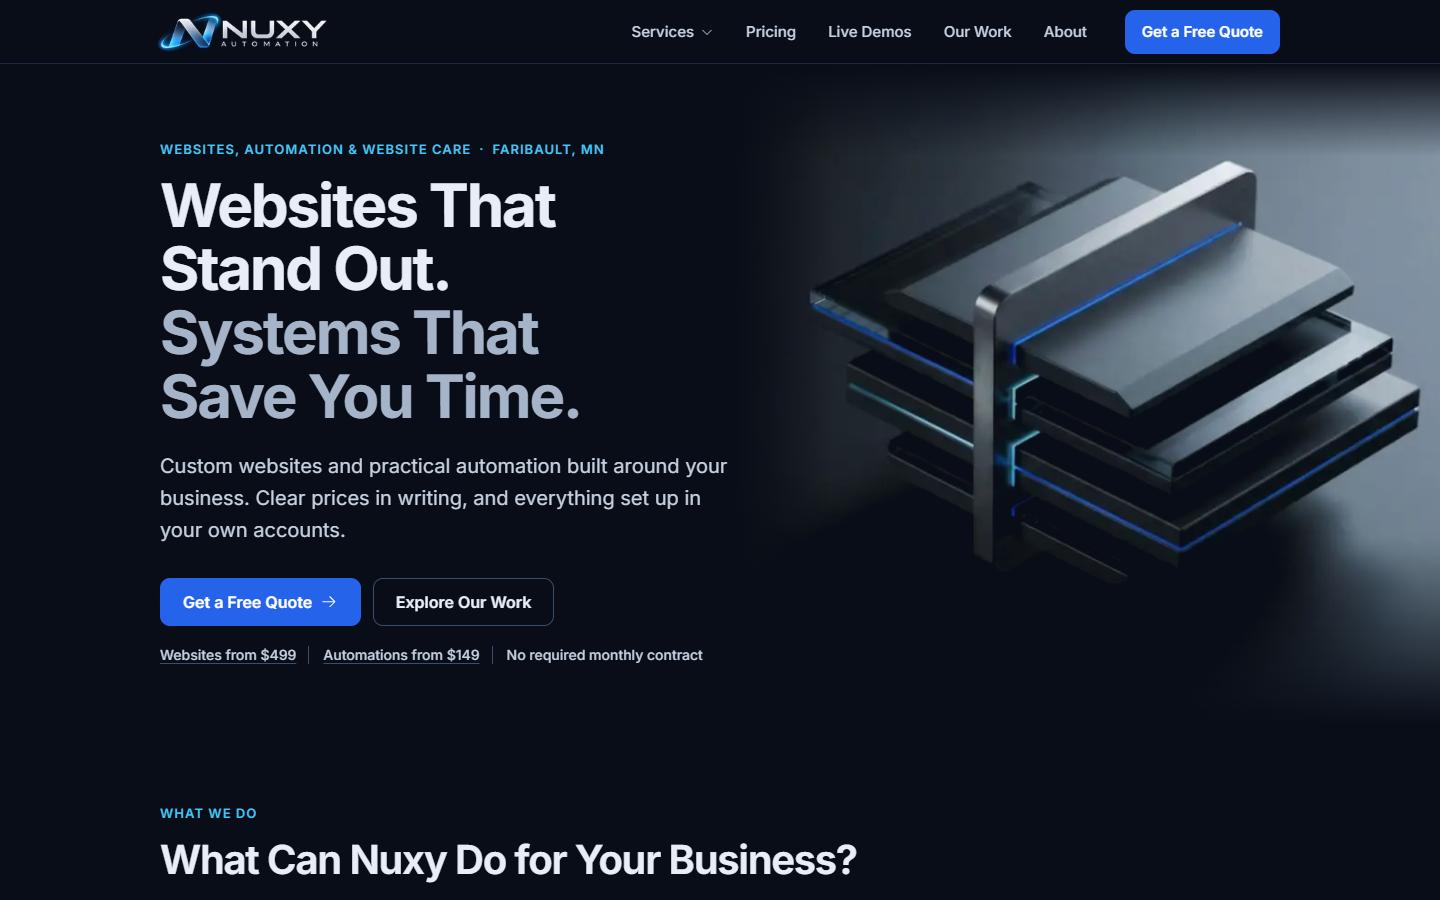 NUXY
AUTOMATION
Services
Pricing
Live Demos
Our Work
About
Get a Free Quote
WEBSITES, AUTOMATION & WEBSITE CARE · FARIBAULT, MN
Websites That
Stand Out.
Systems That
Save You Time.
Custom websites and practical automation built around your
business. Clear prices in writing, and everything set up in
your own accounts.
Get a Free Quote →
Explore Our Work
Websites from $499
Automations from $149
No required monthly contract
WHAT WE DO
What Can Nuxy Do for Your Business?